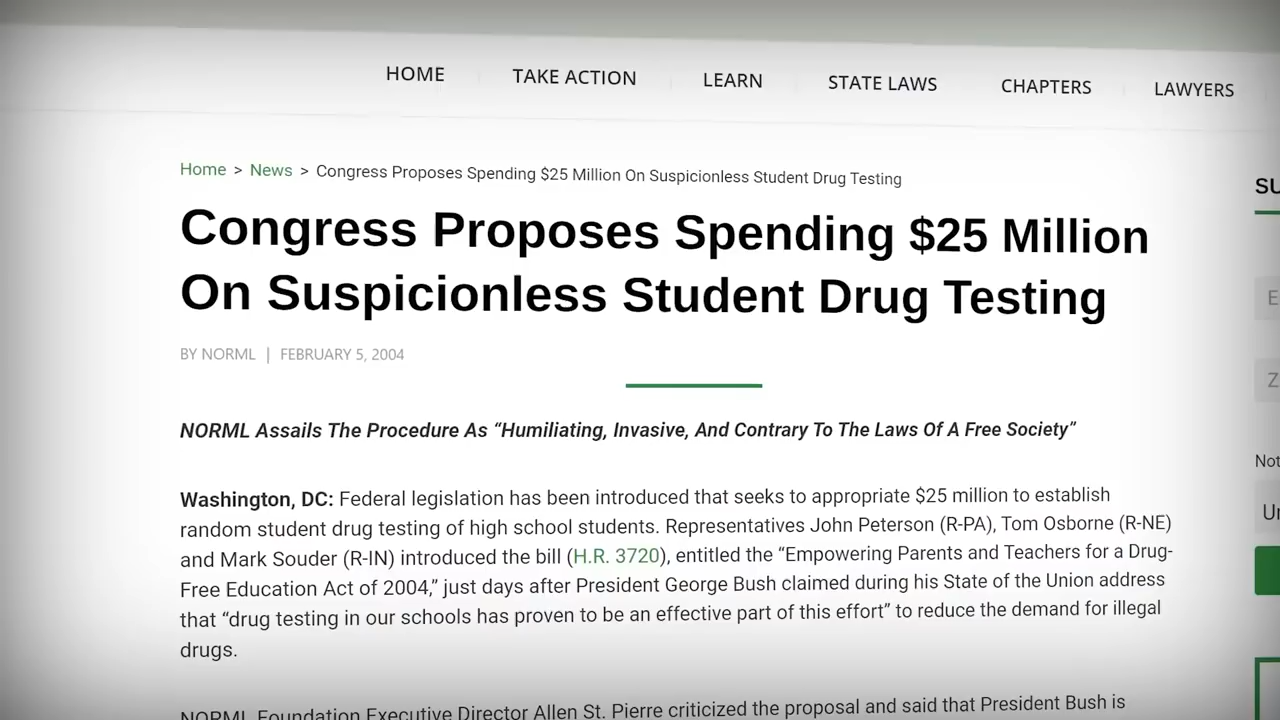 HOME TAKE ACTION LEARN STATE LAWS CHAPTERS LAWYERS
Home > News > Congress Proposes Spending $25 Million On Suspicionless Student Drug Testing
Congress Proposes Spending $25 Million
On Suspicionless Student Drug Testing
BY NORML | FEBRUARY 5, 2004
NORML Assails The Procedure As “Humiliating, Invasive, And Contrary To The Laws Of A Free Society”
Washington, DC: Federal legislation has been introduced that seeks to appropriate $25 million to establish
random student drug testing of high school students. Representatives John Peterson (R-PA), Tom Osborne (R-NE)
and Mark Souder (R-IN) introduced the bill (H.R. 3720), entitled the “Empowering Parents and Teachers for a Drug-
Free Education Act of 2004,” just days after President George Bush claimed during his State of the Union address
that “drug testing in our schools has proven to be an effective part of this effort” to reduce the demand for illegal
drugs.
NORML Foundation Executive Director Allen St. Pierre criticized the proposal and said that President Bush is